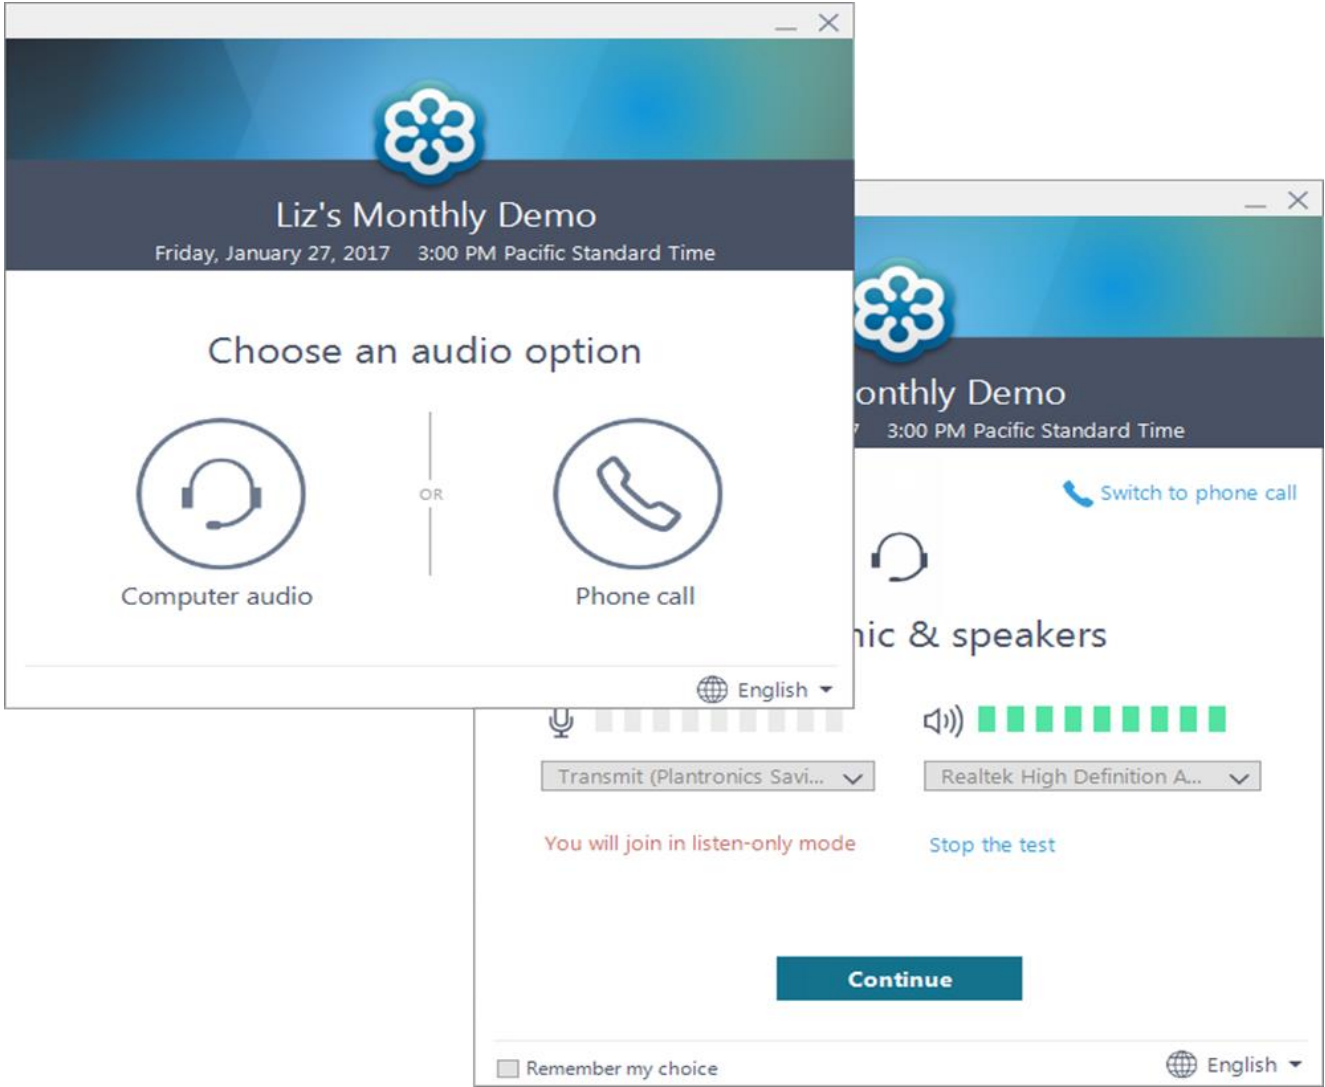 Liz's Monthly Demo
Friday, January 27, 2017 3:00 PM Pacific Standard Time
Choose an audio option
OR
Computer audio
Phone call
English
onthly Demo
7 3:00 PM Pacific Standard Time
Switch to phone call
& speakers
Transmit (Plantronics Savi...
Realtek High Definition A...
You will join in listen-only mode
Stop the test
Continue
Remember my choice
English